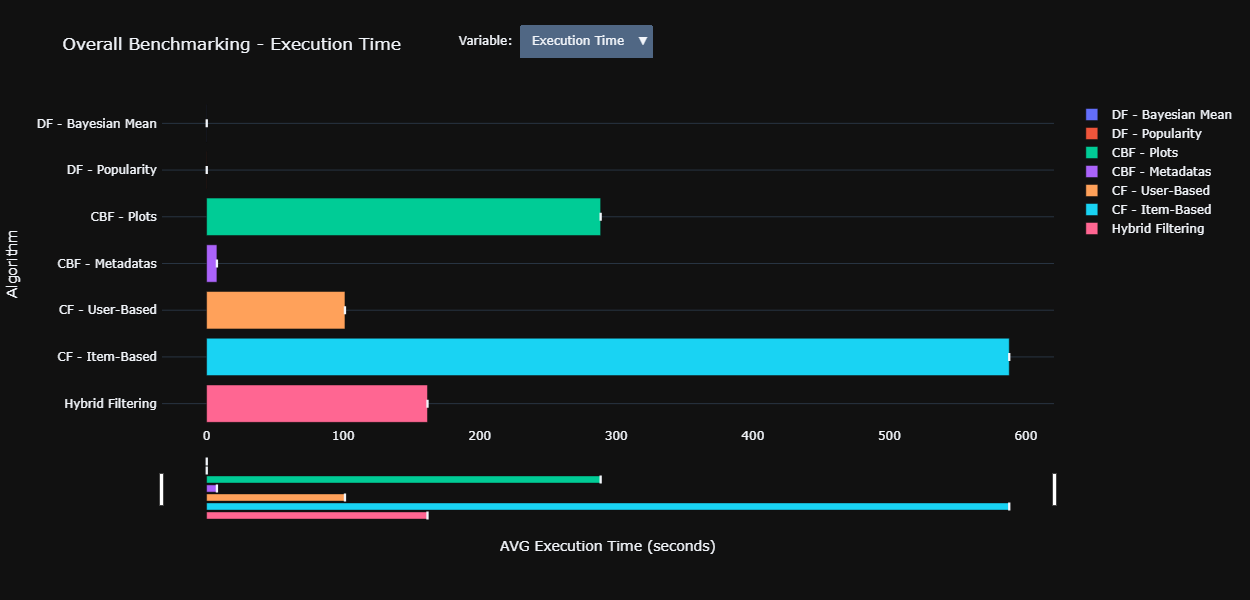 Overall Benchmarking - Execution Time
Variable:
Execution Time ▼
DF - Bayesian Mean
DF - Popularity
CBF - Plots
CBF - Metadatas
CF - User-Based
CF - Item-Based
Hybrid Filtering
Algorithm
0 100 200 300 400 500 600
AVG Execution Time (seconds)
DF - Bayesian Mean
DF - Popularity
CBF - Plots
CBF - Metadatas
CF - User-Based
CF - Item-Based
Hybrid Filtering